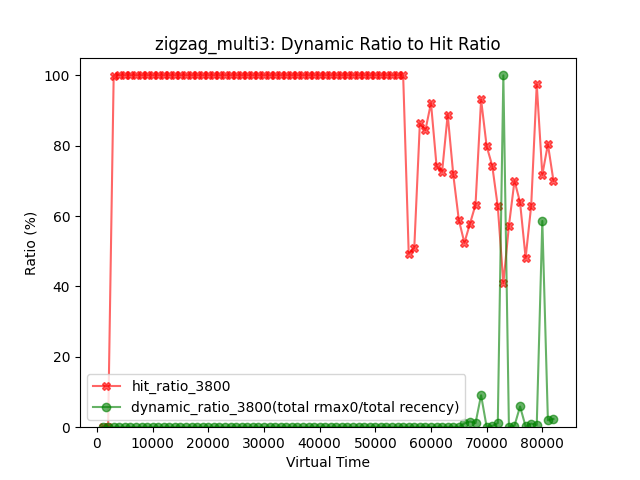 zigzag_multi3: Dynamic Ratio to Hit Ratio
Ratio (%)
100
80
60
40
20
0
hit_ratio_3800
dynamic_ratio_3800(total rmax0/total recency)
0 10000 20000 30000 40000 50000 60000 70000 80000
Virtual Time